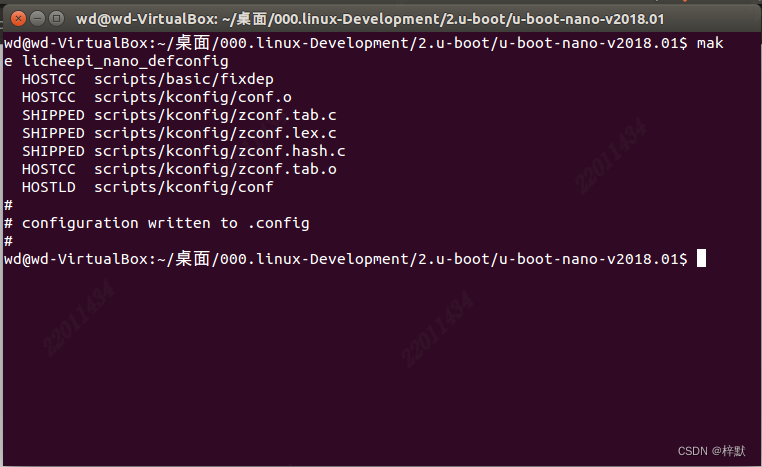 wd@wd-VirtualBox: ~/桌面/000.linux-Development/2.u-boot/u-boot-nano-v2018.01
wd@wd-VirtualBox:~/桌面/000.linux-Development/2.u-boot/u-boot-nano-v2018.01$ mak
e licheepi_nano_defconfig
  HOSTCC  scripts/basic/fixdep
  HOSTCC  scripts/kconfig/conf.o
  SHIPPED scripts/kconfig/zconf.tab.c
  SHIPPED scripts/kconfig/zconf.lex.c
  SHIPPED scripts/kconfig/zconf.hash.c
  HOSTCC  scripts/kconfig/zconf.tab.o
  HOSTLD  scripts/kconfig/conf
#
# configuration written to .config
#
wd@wd-VirtualBox:~/桌面/000.linux-Development/2.u-boot/u-boot-nano-v2018.01$
22011434
22011434
22011434
CSDN @梓默